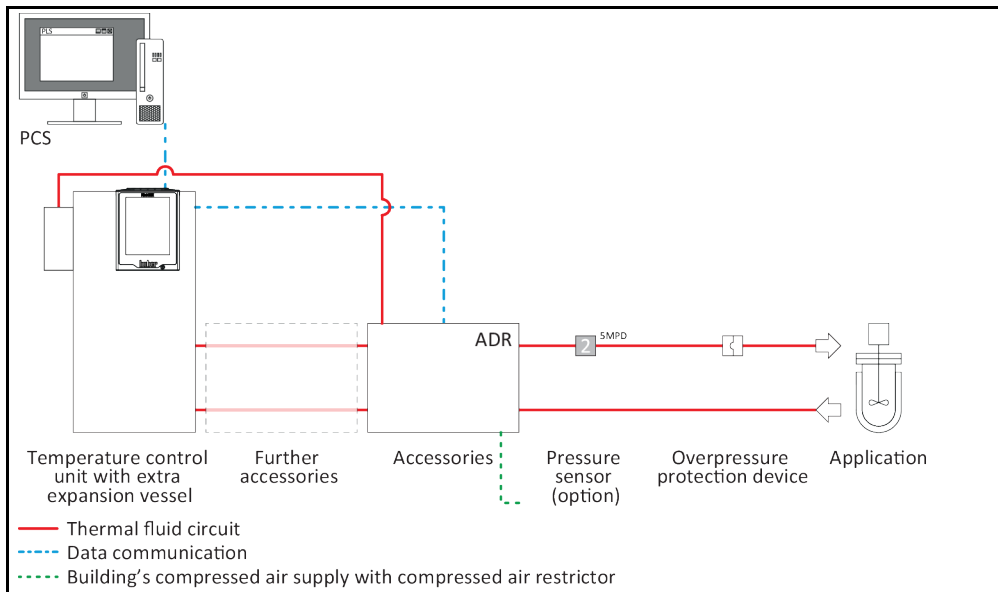 PLS
PCS
huber
ADR
2
5MPD
Temperature control
unit with extra
expansion vessel
Further
accessories
Accessories
Pressure
sensor
(option)
Overpressure
protection device
Application
Thermal fluid circuit
Data communication
Building's compressed air supply with compressed air restrictor